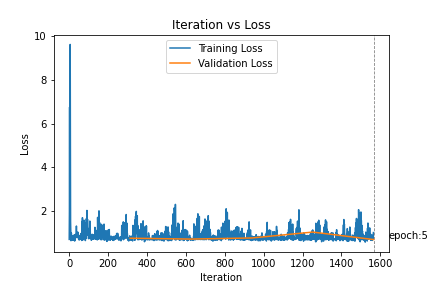 Iteration vs Loss
10
8
6
4
2
Loss
Training Loss
Validation Loss
epoch:5
0 200 400 600 800 1000 1200 1400 1600
Iteration